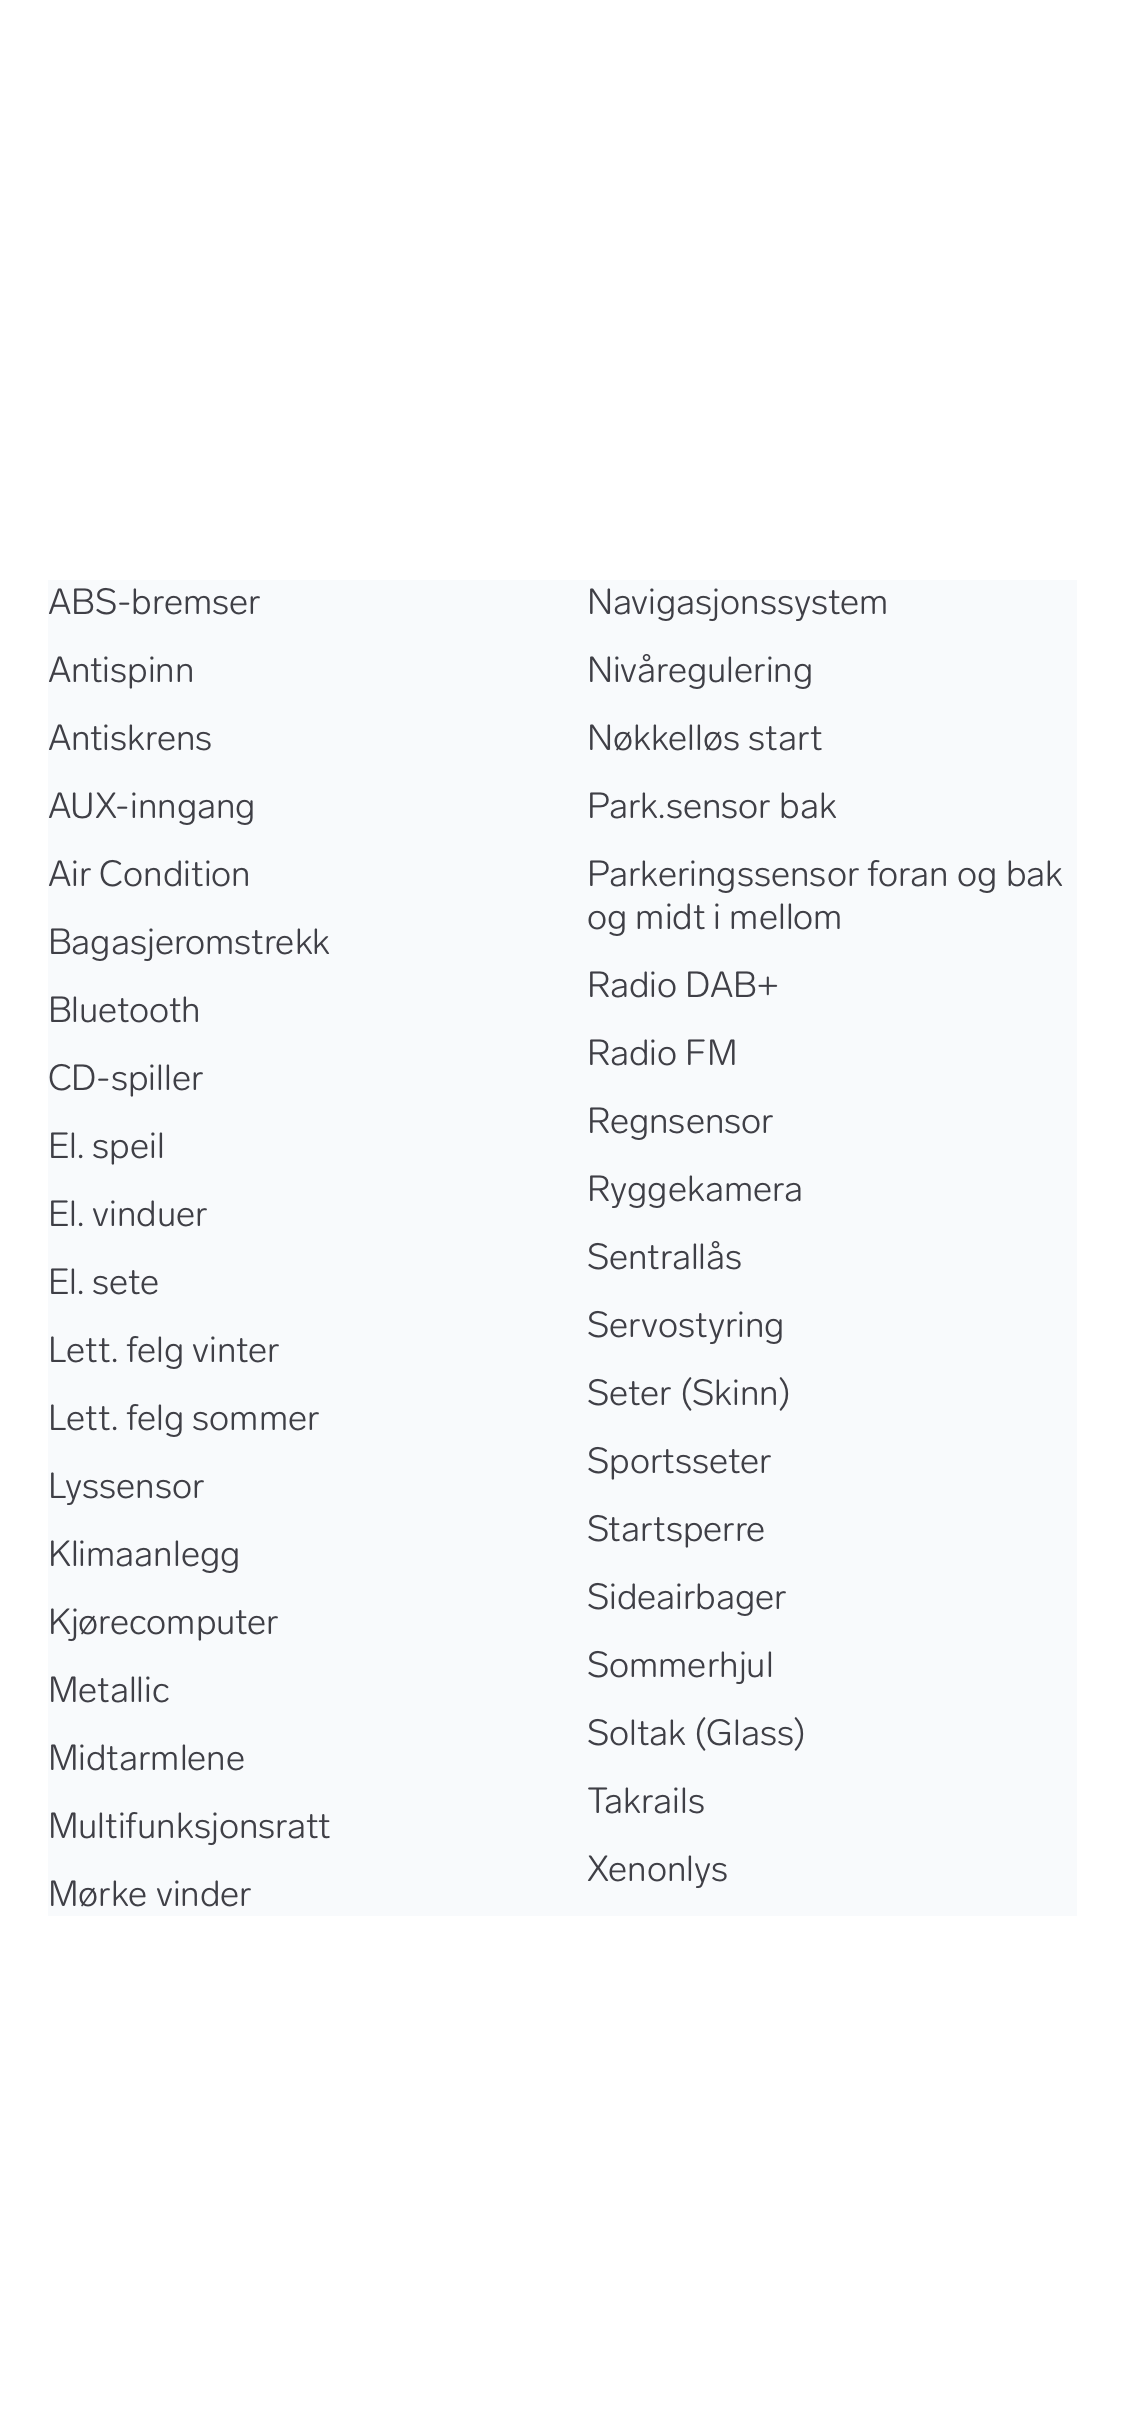 ABS-bremser
Antispinn
Antiskrens
AUX-inngang
Air Condition
Bagasjeromstrekk
Bluetooth
CD-spiller
El. speil
El. vinduer
El. sete
Lett. felg vinter
Lett. felg sommer
Lyssensor
Klimaanlegg
Kjørecomputer
Metallic
Midtarmlene
Multifunksjonsratt
Mørke vinder
Navigasjonssystem
Nivåregulering
Nøkkelløs start
Park.sensor bak
Parkeringssensor foran og bak
og midt i mellom
Radio DAB+
Radio FM
Regnsensor
Ryggekamera
Sentrallås
Servostyring
Seter (Skinn)
Sportsseter
Startsperre
Sideairbager
Sommerhjul
Soltak (Glass)
Takrails
Xenonlys